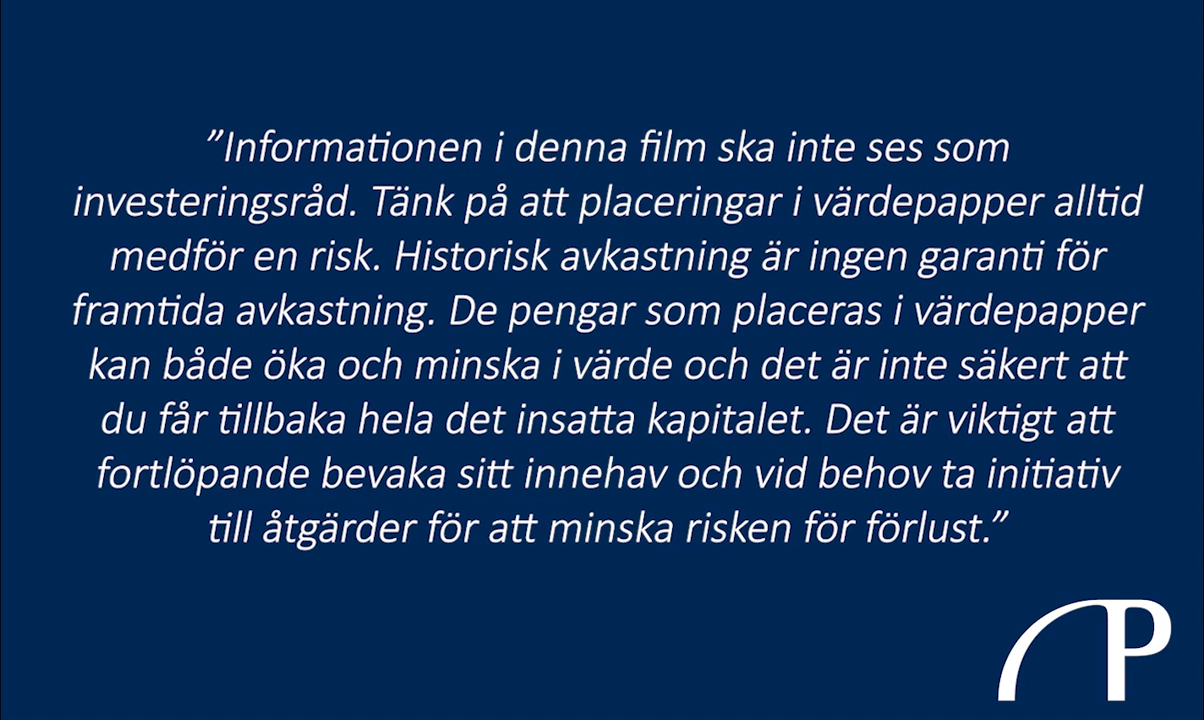 ”Informationen i denna film ska inte ses som
investeringsråd. Tänk på att placeringar i värdepapper alltid
medför en risk. Historisk avkastning är ingen garanti för
framtida avkastning. De pengar som placeras i värdepapper
kan både öka och minska i värde och det är inte säkert att
du får tillbaka hela det insatta kapitalet. Det är viktigt att
fortlöpande bevaka sitt innehav och vid behov ta initiativ
till åtgärder för att minska risken för förlust.”
P